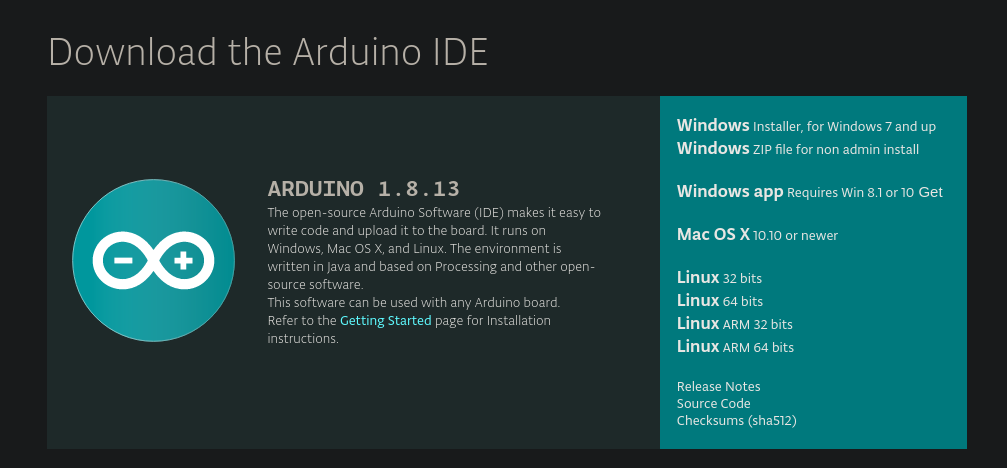 Download the Arduino IDE
ARDUINO 1.8.13
The open-source Arduino Software (IDE) makes it easy to
write code and upload it to the board. It runs on
Windows, Mac OS X, and Linux. The environment is
written in Java and based on Processing and other open-
source software.
This software can be used with any Arduino board.
Refer to the Getting Started page for Installation
instructions.
Windows Installer, for Windows 7 and up
Windows ZIP file for non admin install
Windows app Requires Win 8.1 or 10 Get
Mac OS X 10.10 or newer
Linux 32 bits
Linux 64 bits
Linux ARM 32 bits
Linux ARM 64 bits
Release Notes
Source Code
Checksums (sha512)